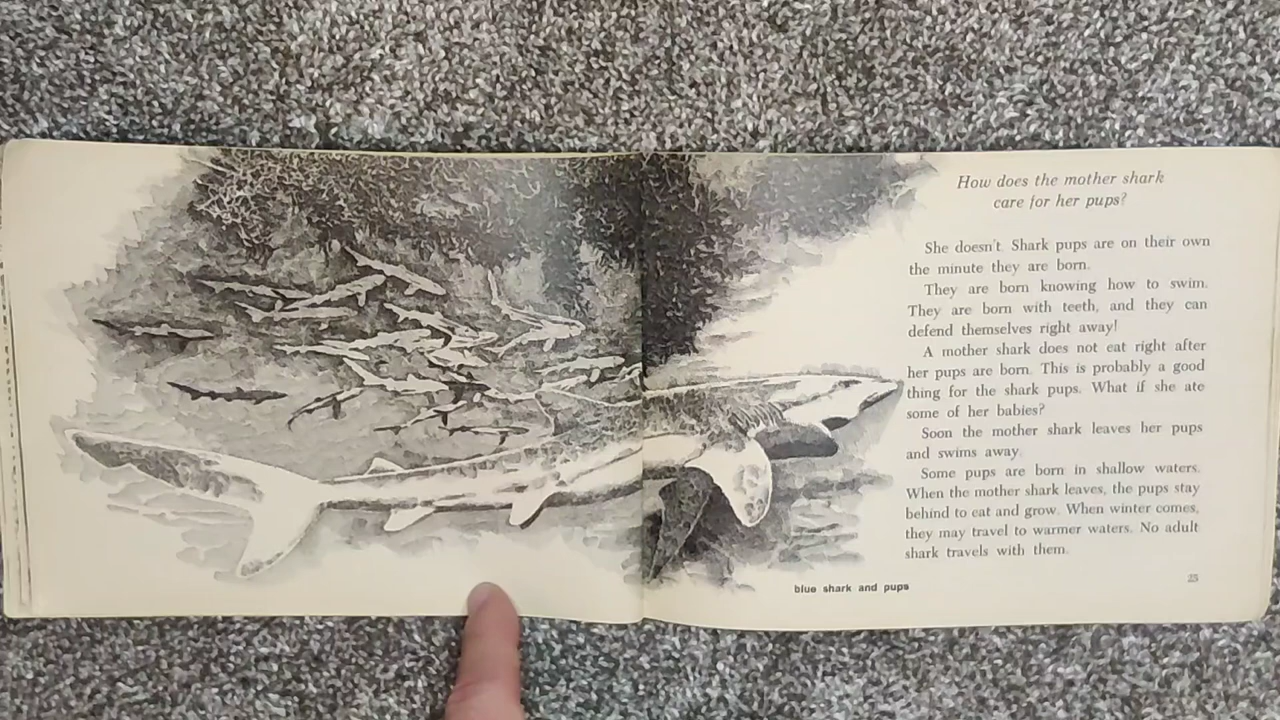 How does the mother shark
care for her pups?
She doesn't. Shark pups are on their own
the minute they are born.
They are born knowing how to swim.
They are born with teeth, and they can
defend themselves right away!
A mother shark does not eat right after
her pups are born. This is probably a good
thing for the shark pups. What if she ate
some of her babies?
Soon the mother shark leaves her pups
and swims away.
Some pups are born in shallow waters.
When the mother shark leaves, the pups stay
behind to eat and grow. When winter comes,
they may travel to warmer waters. No adult
shark travels with them.
blue shark and pups
25